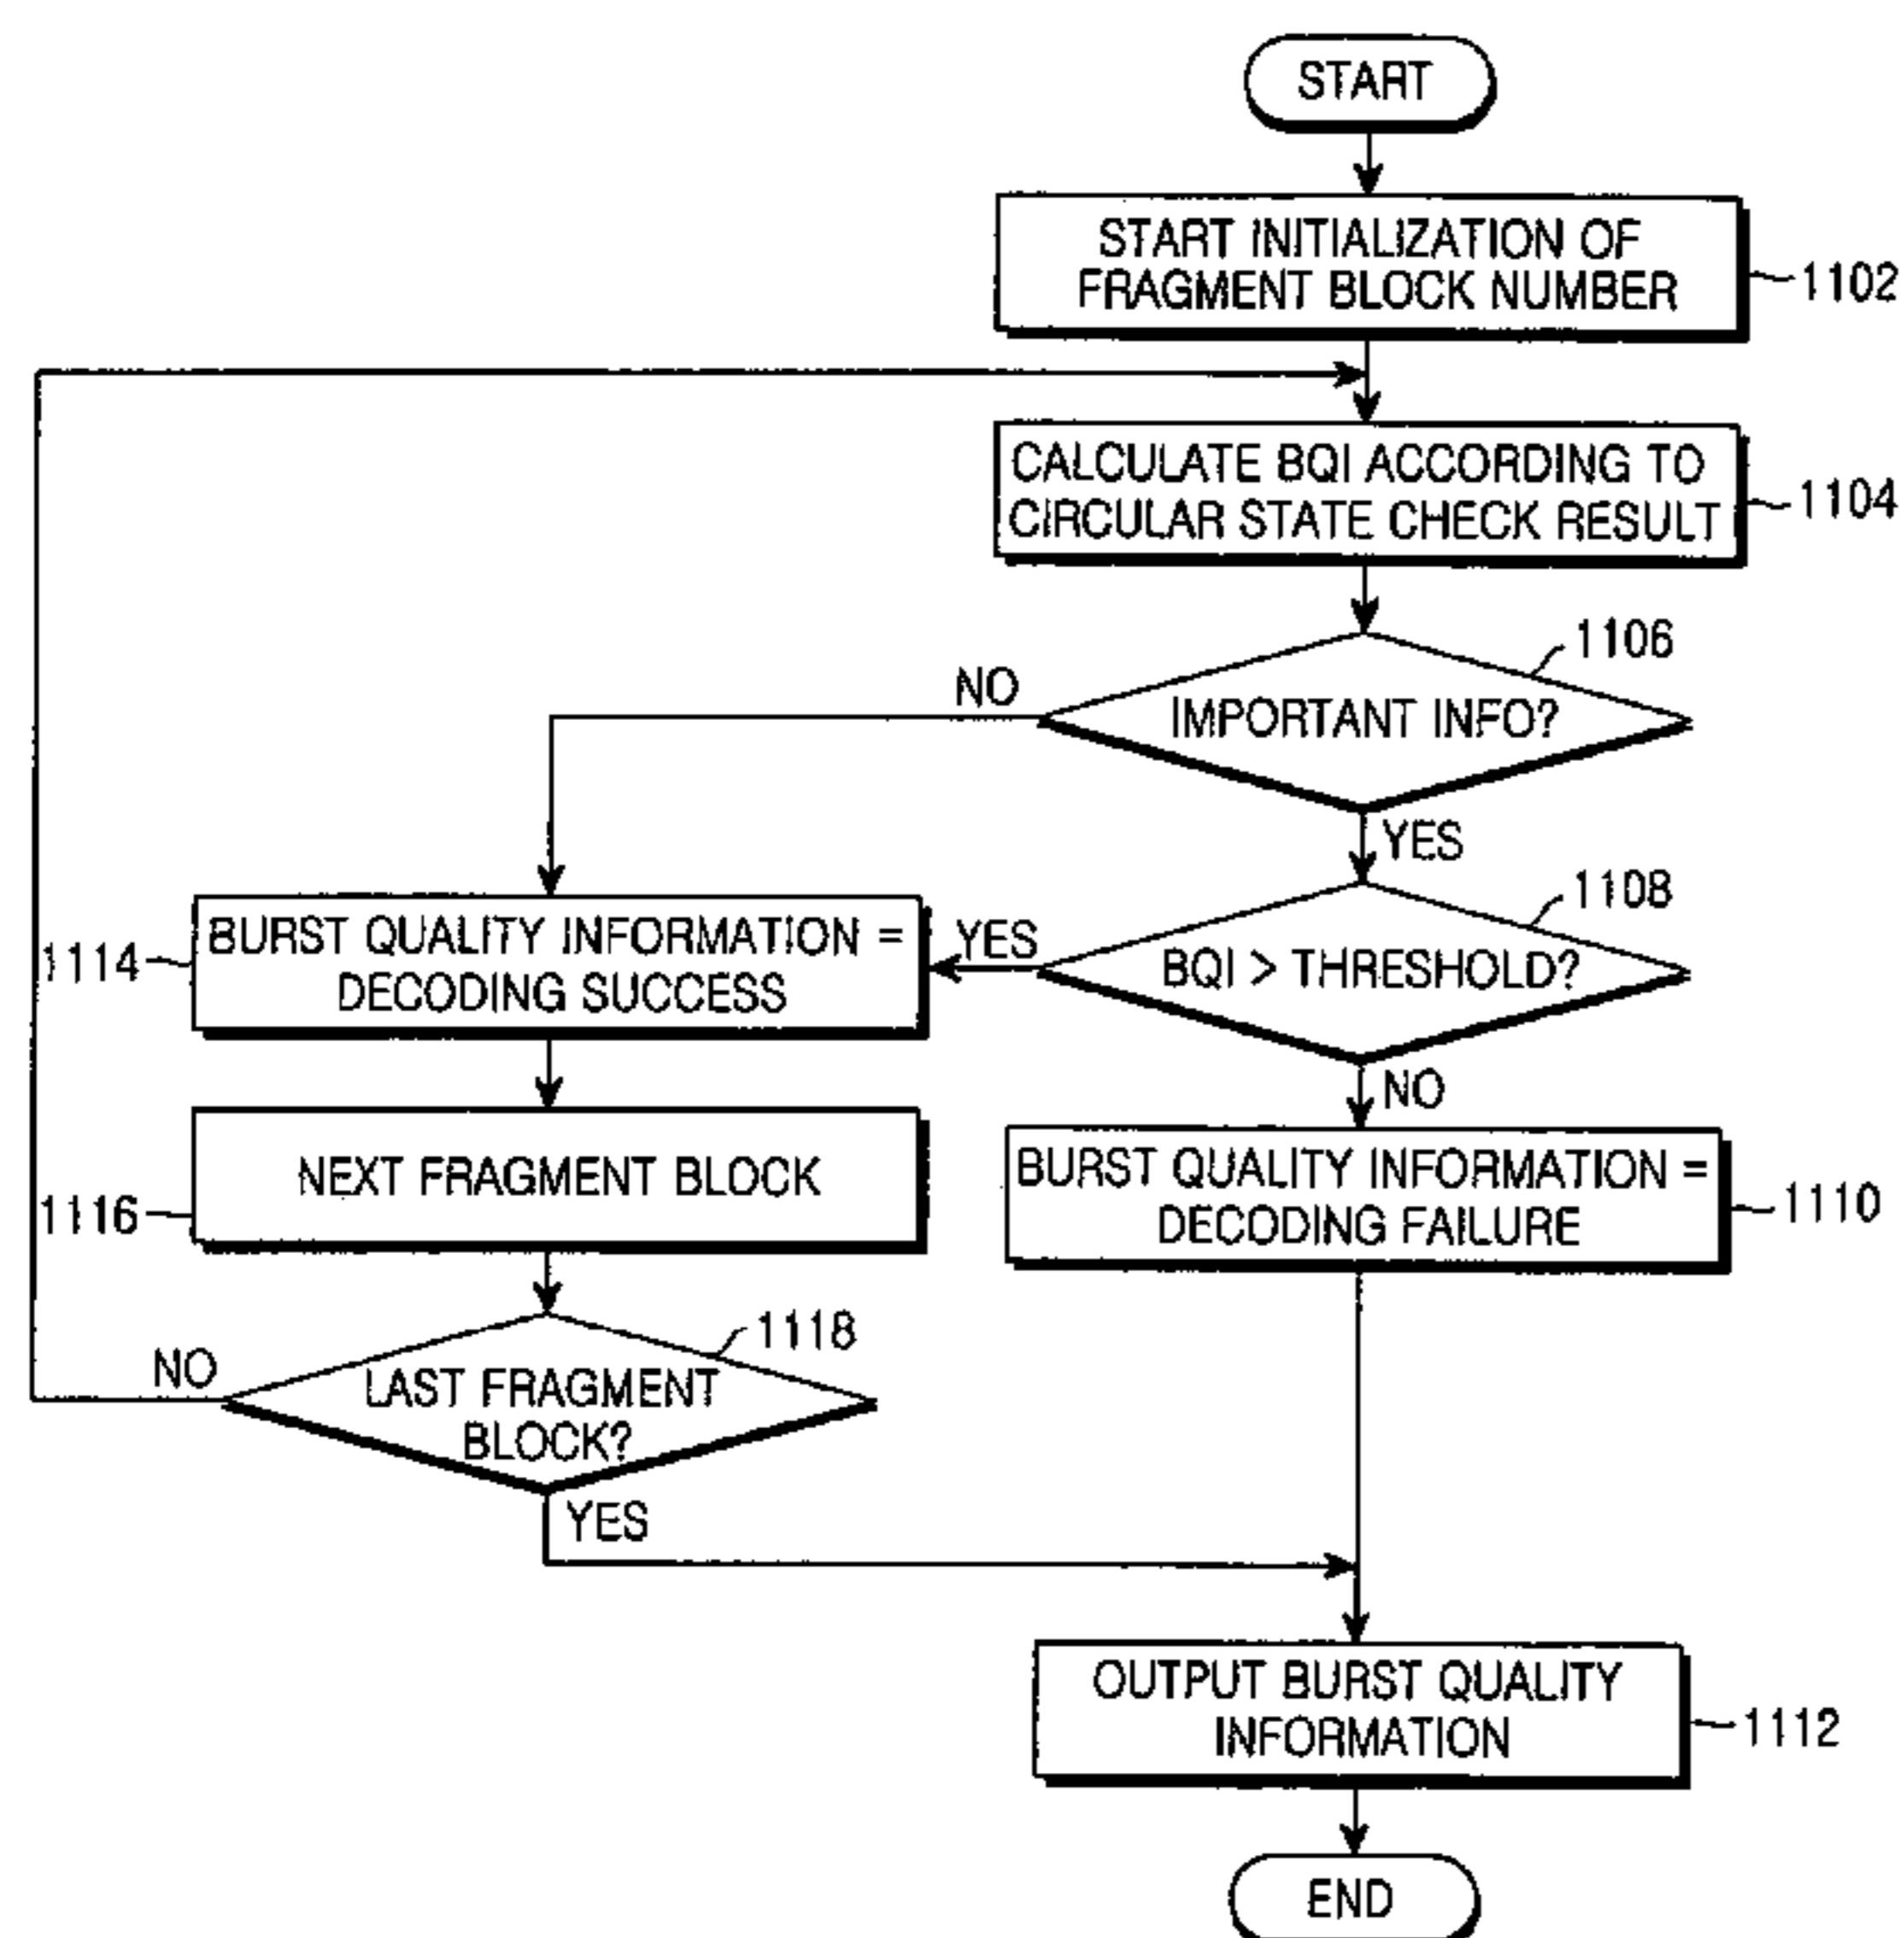 START
START INITIALIZATION OF
FRAGMENT BLOCK NUMBER
1102
CALCULATE BQI ACCORDING TO
CIRCULAR STATE CHECK RESULT
1104
1106
NO
IMPORTANT INFO?
YES
1108
BURST QUALITY INFORMATION =
DECODING SUCCESS
1114
YES
BQI > THRESHOLD?
NO
NEXT FRAGMENT BLOCK
1116
BURST QUALITY INFORMATION =
DECODING FAILURE
1110
1118
NO
LAST FRAGMENT
BLOCK?
YES
OUTPUT BURST QUALITY
INFORMATION
1112
END